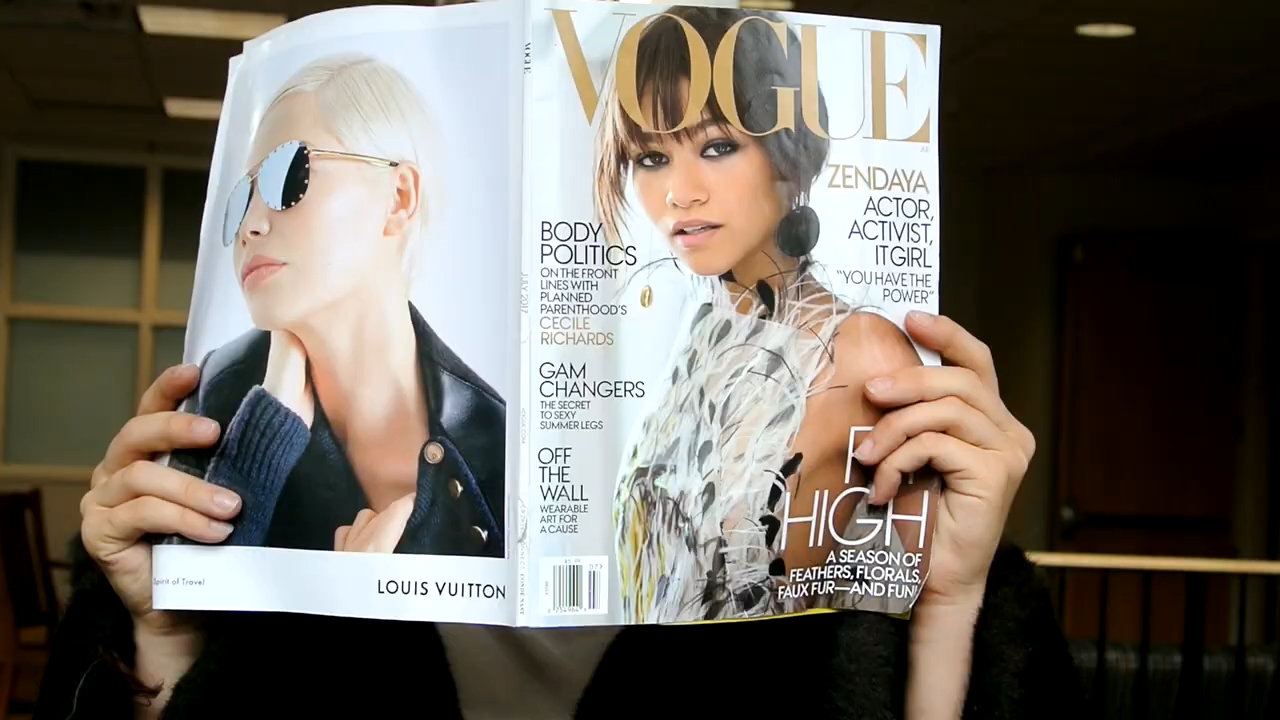 Spirit of Travel
LOUIS VUITTON
VOGUE
JULY 2017
VOGUE
ZENDAYA
ACTOR,
ACTIVIST,
IT GIRL
"YOU HAVE THE
POWER"
BODY
POLITICS
ON THE FRONT
LINES WITH
PLANNED
PARENTHOOD'S
CECILE
RICHARDS
GAM
CHANGERS
THE SECRET
TO SEXY
SUMMER LEGS
OFF
THE
WALL
WEARABLE
ART FOR
A CAUSE
HIGH
A SEASON OF
FEATHERS, FLORALS,
FAUX FUR—AND FUN!